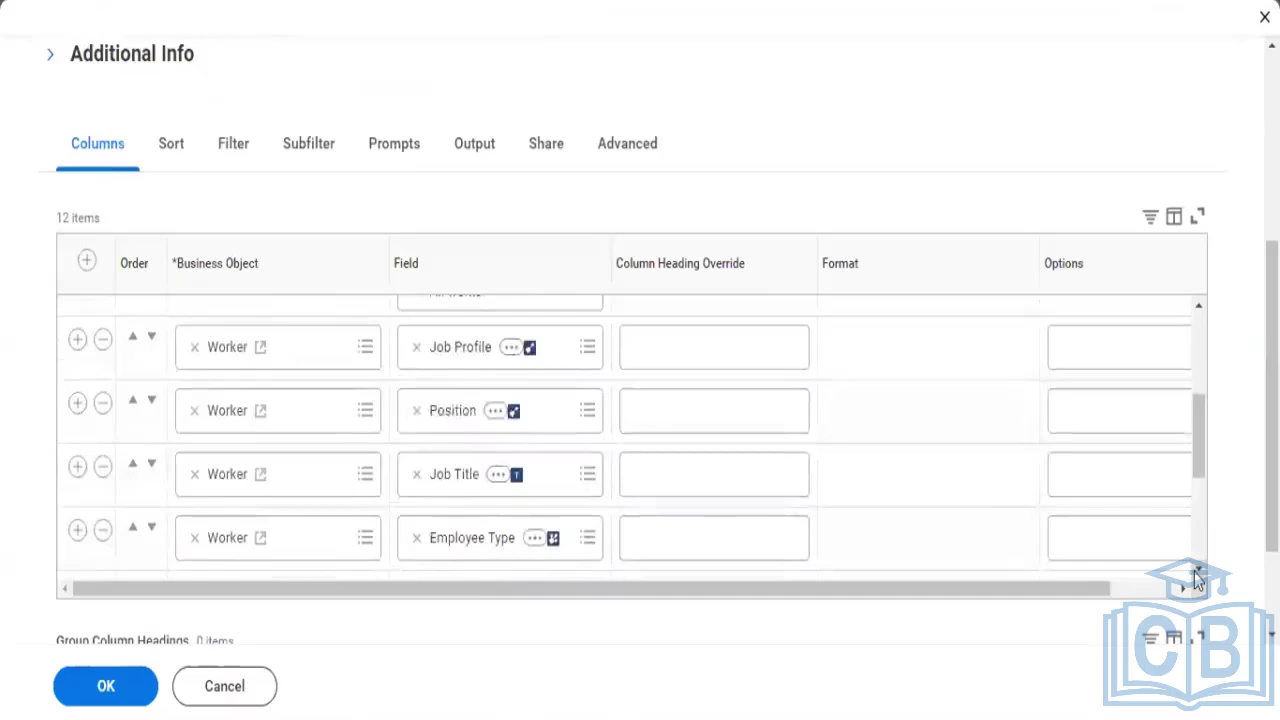 Additional Info
Columns Sort Filter Subfilter Prompts Output Share Advanced
12 items
Order *Business Object Field Column Heading Override Format Options
Worker Job Profile
Worker Position
Worker Job Title T
Worker Employee Type
Group Column Headings 0 items
OK Cancel
CB